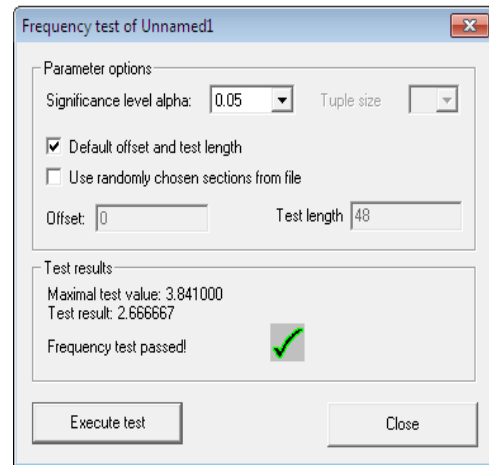 Frequency test of Unnamed1
Parameter options
Significance level alpha: 0.05 Tuple size
Default offset and test length
Use randomly chosen sections from file
Offset: 0 Test length 48
Test results
Maximal test value: 3.841000
Test result: 2.666667
Frequency test passed!
Execute test Close